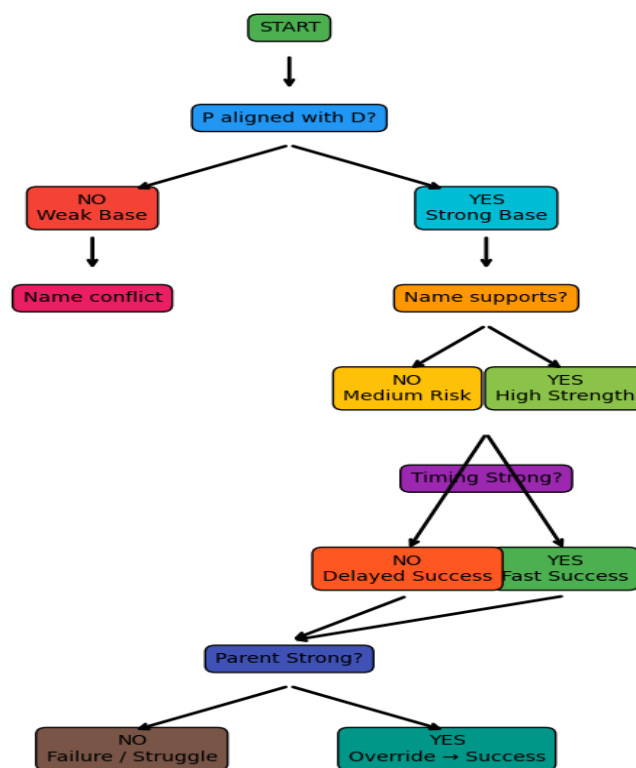 START
P aligned with D?
NO
Weak Base
YES
Strong Base
Name conflict
Name supports?
NO
Medium Risk
YES
High Strength
Timing Strong?
NO
Delayed Success
YES
Fast Success
Parent Strong?
NO
Failure / Struggle
YES
Override → Success